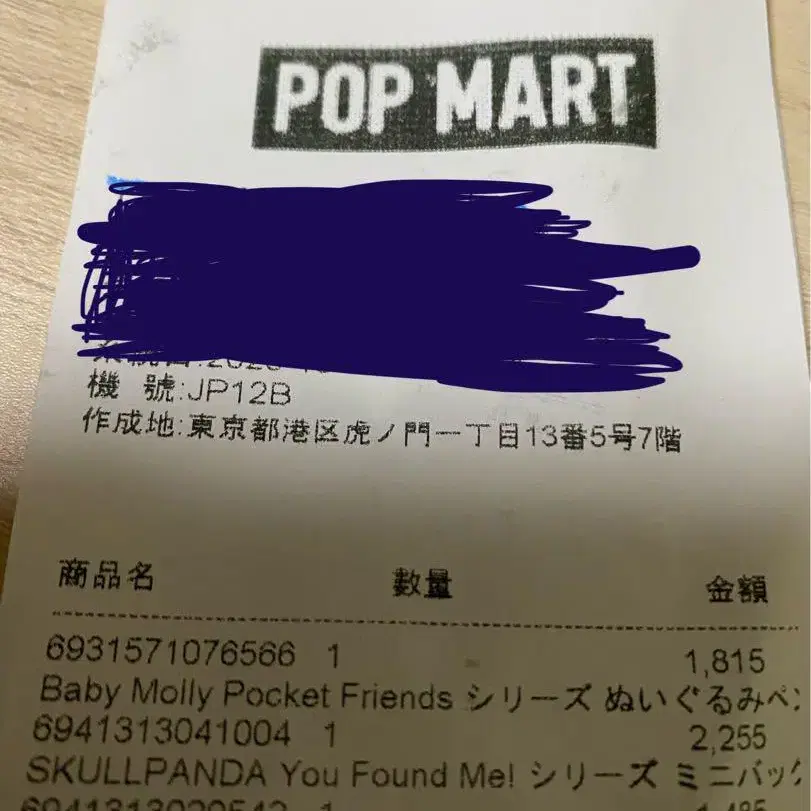 POP MART
機 號:JP12B
作成地:東京都港区虎ノ門一丁目13番5号7階
商品名 數量 金額
6931571076566 1 1,815
Baby Molly Pocket Friends シリーズ ぬいぐるみペ
6941313041004 1 2,255
SKULLPANDA You Found Me! シリーズ ミニバッグ